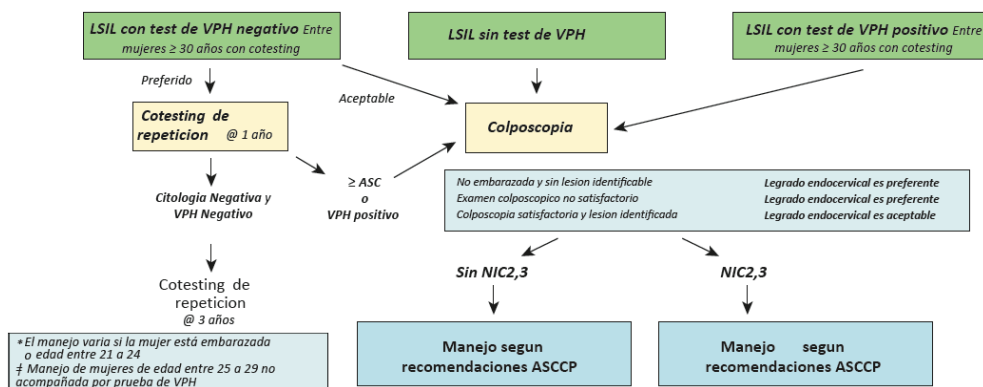 LSIL con test de VPH negativo Entre
mujeres ≥ 30 años con cotesting
LSIL sin test de VPH
LSIL con test de VPH positivo Entre
mujeres ≥ 30 años con cotesting
Preferido
Aceptable
Cotesting de
repeticion @ 1 año
Colposcopia
Citologia Negativa y
VPH Negativo
≥ ASC
o
VPH positivo
No embarazada y sin lesion identificable Legrado endocervical es preferente
Examen colposcopico no satisfactorio Legrado endocervical es preferente
Colposcopia satisfactoria y lesion identificada Legrado endocervical es aceptable
Sin NIC2,3
NIC2,3
Cotesting de
repeticion
@ 3 años
Manejo segun
recomendaciones ASCCP
Manejo segun
recomendaciones ASCCP
*El manejo varia si la mujer está embarazada
o edad entre 21 a 24
‡ Manejo de mujeres de edad entre 25 a 29 no
acompañada por prueba de VPH